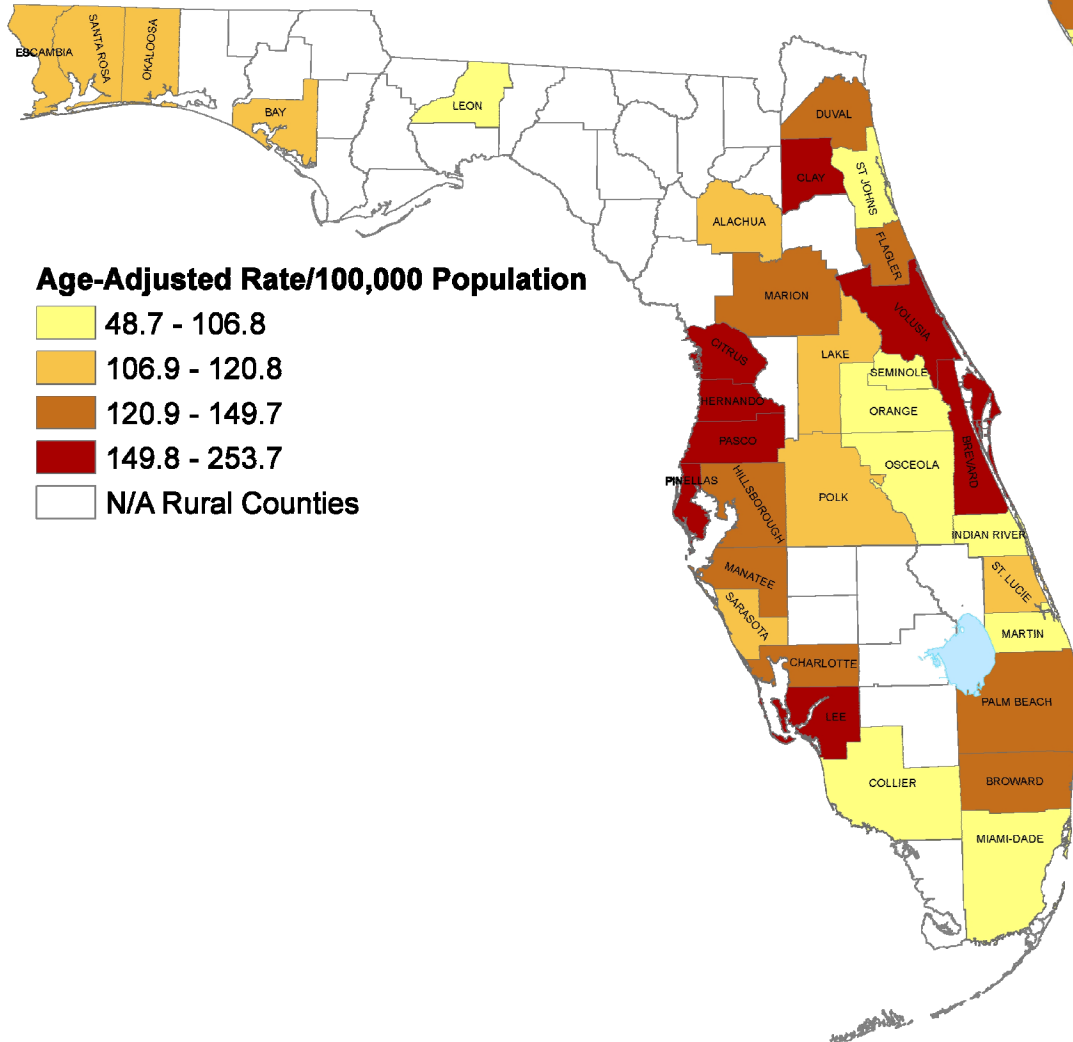 ESCAMBIA
SANTA ROSA
OKALOOSA
BAY
LEON
DUVAL
CLAY
ST JOHNS
ALACHUA
FLAGLER
Age-Adjusted Rate/100,000 Population
48.7 - 106.8
106.9 - 120.8
120.9 - 149.7
149.8 - 253.7
N/A Rural Counties
MARION
VOLUSIA
CITRUS
LAKE
SEMINOLE
HERNANDO
ORANGE
PASCO
BREVARD
OSCEOLA
PINELLAS
HILLSBOROUGH
POLK
INDIAN RIVER
MANATEE
ST. LUCIE
SARASOTA
MARTIN
CHARLOTTE
PALM BEACH
LEE
COLLIER
BROWARD
MIAMI-DADE